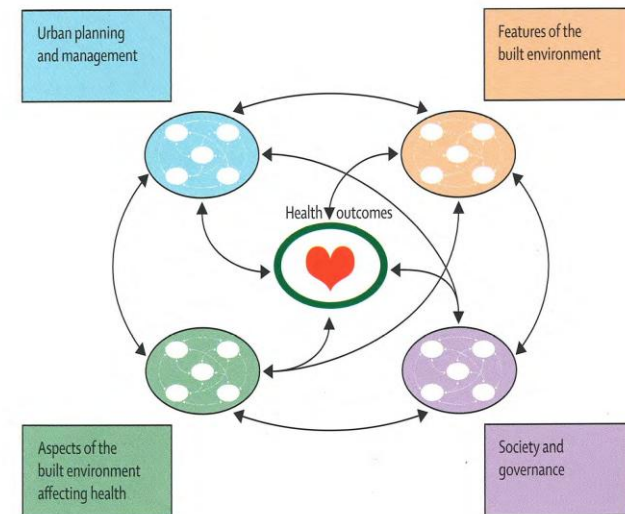 Urban planning
and management
Features of the
built environment
Health outcomes
Aspects of the
built environment
affecting health
Society and
governance